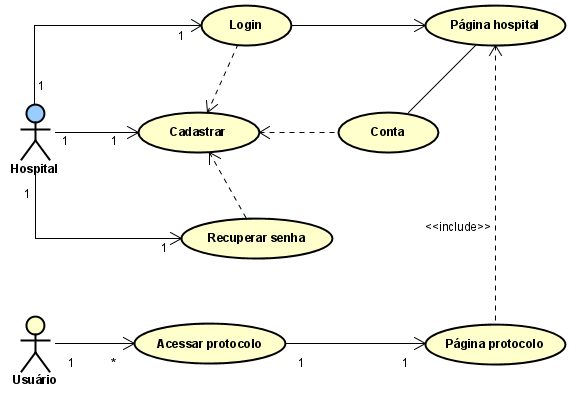 Login
Página hospital
1
1
Cadastrar
Conta
1
1
Hospital
1
<<include>>
Recuperar senha
1
Acessar protocolo
Página protocolo
1
*
1
1
Usuário